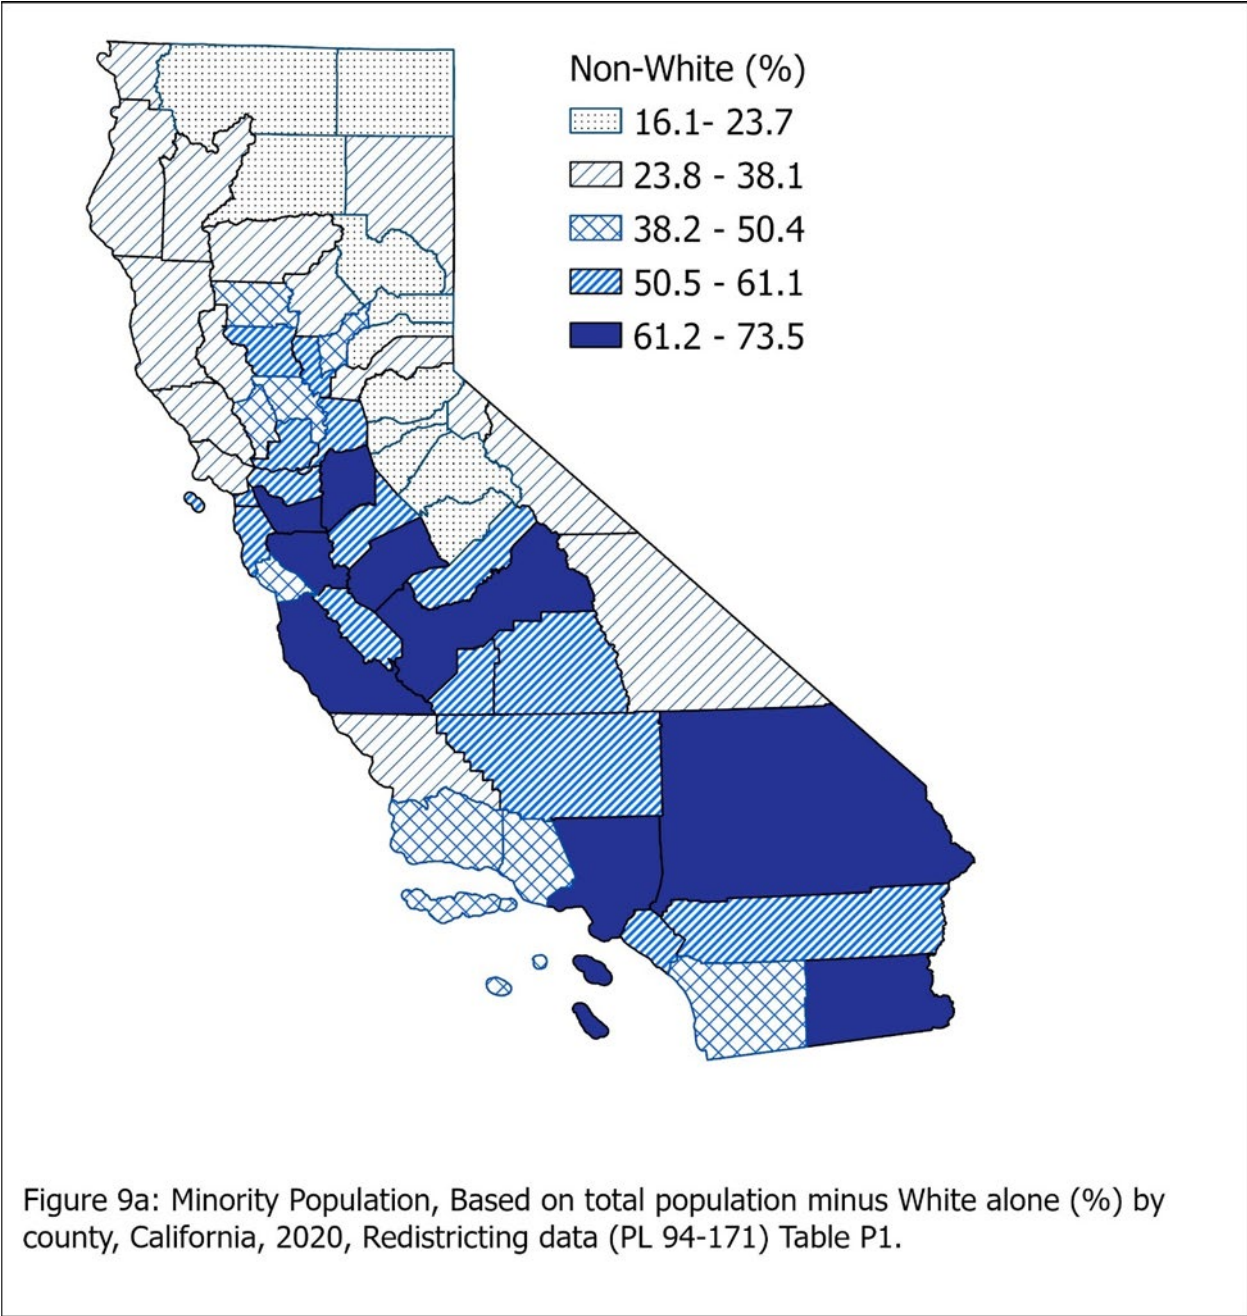 Non-White (%)
16.1- 23.7
23.8 - 38.1
38.2 - 50.4
50.5 - 61.1
61.2 - 73.5
Figure 9a: Minority Population, Based on total population minus White alone (%) by
county, California, 2020, Redistricting data (PL 94-171) Table P1.